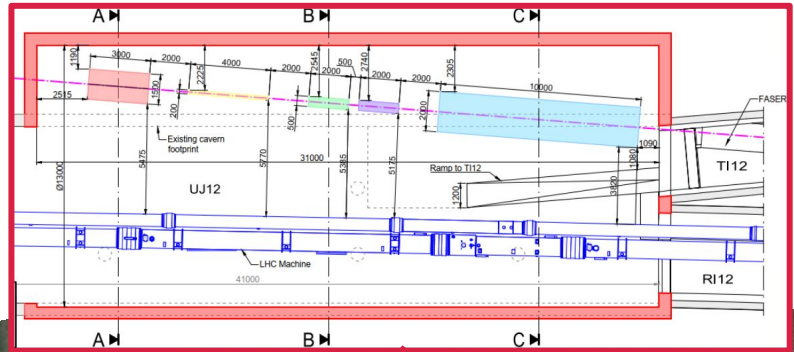 A
B
C
1190
3000
2000
2225
4000
2000
2545
2000
500
2740
2000
2000
2305
10000
2515
1500
200
500
2000
FASER
Existing cavern
footprint
31000
1090
1080
Ø13000
5475
5770
5385
5175
3820
UJ12
Ramp to TI12
TI12
1200
LHC Machine
RI12
41000
A
B
C